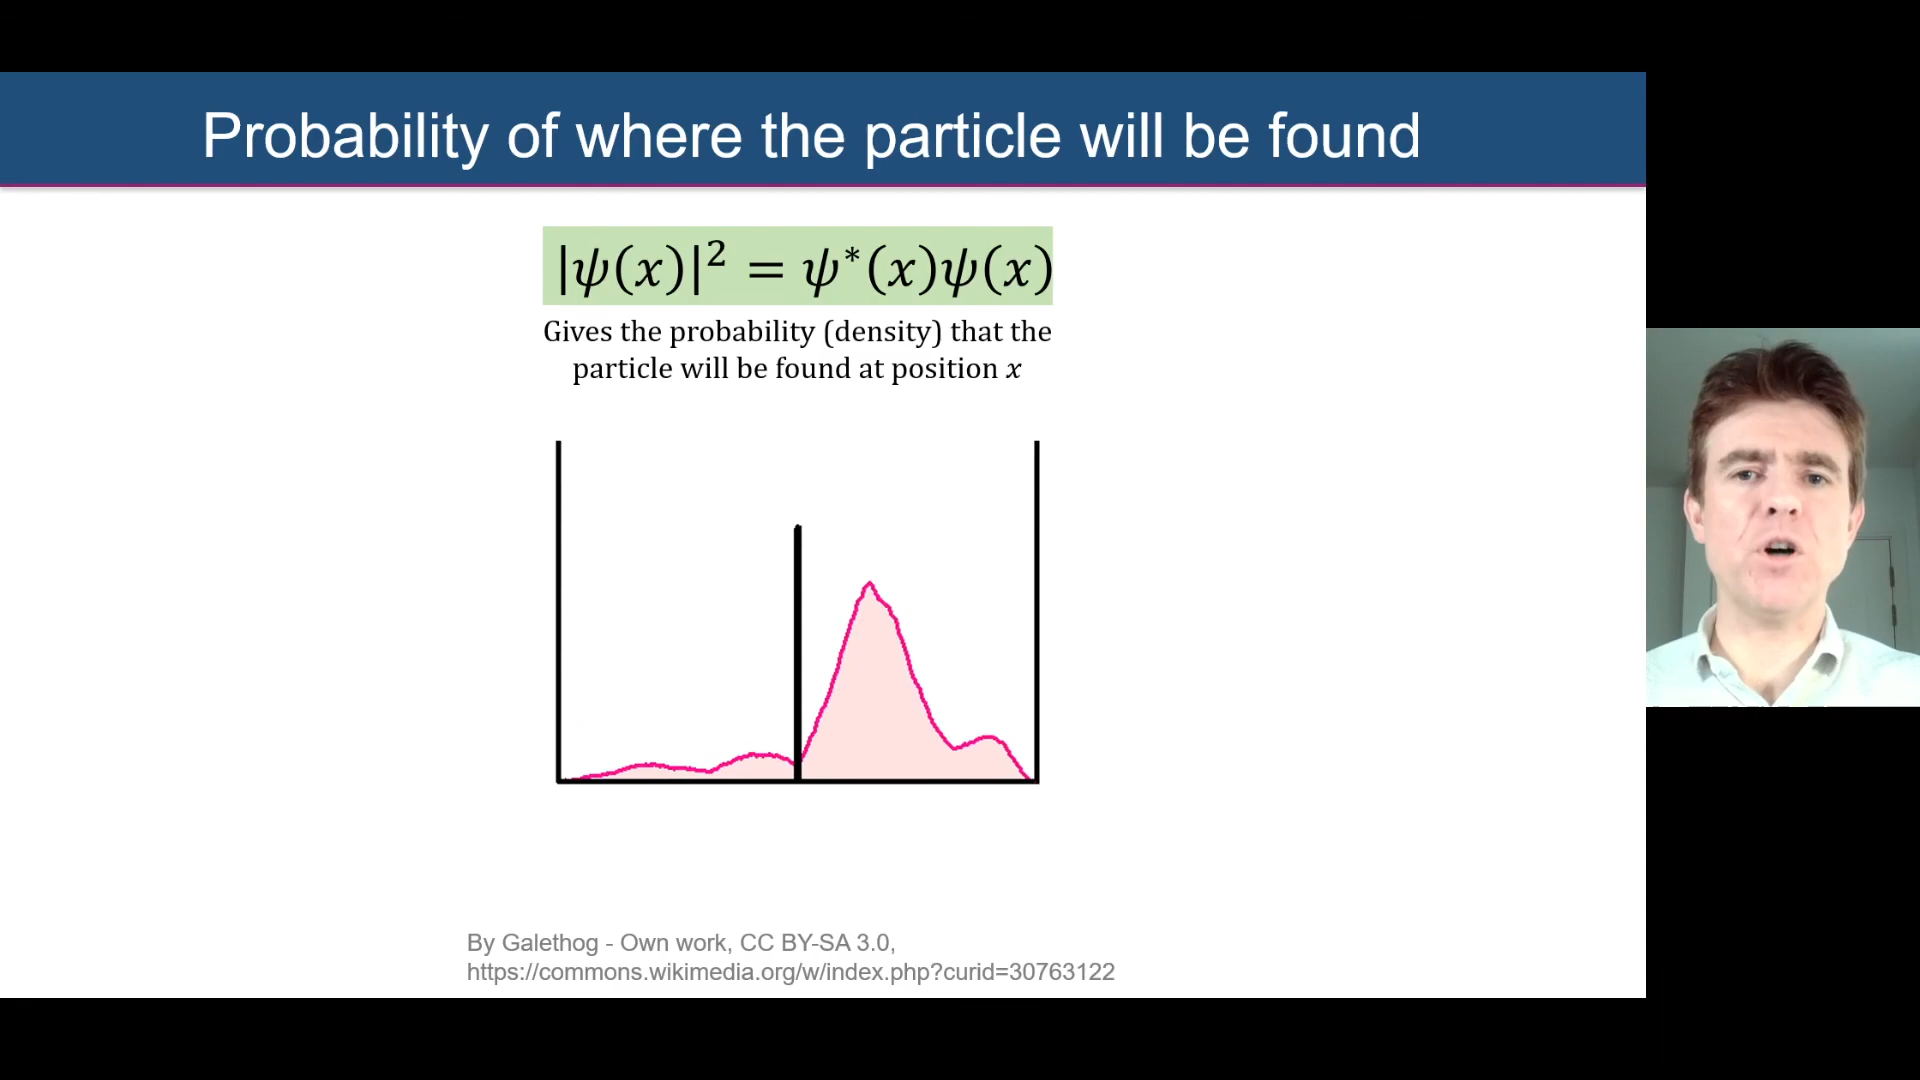 Probability of where the particle will be found
|ψ(x)|² = ψ*(x)ψ(x)
Gives the probability (density) that the
particle will be found at position x
By Galethog - Own work, CC BY-SA 3.0,
https://commons.wikimedia.org/w/index.php?curid=30763122